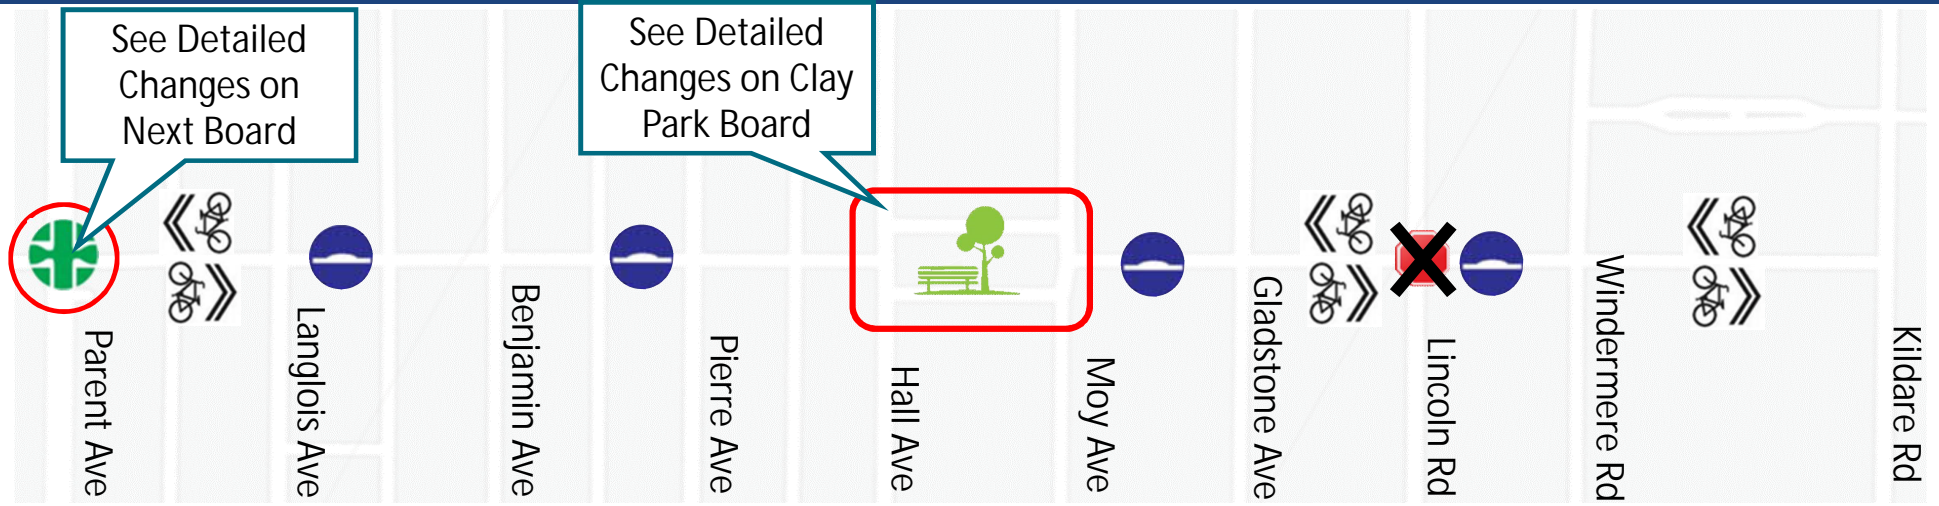 See Detailed
Changes on
Next Board
See Detailed
Changes on Clay
Park Board
Parent Ave
Langlois Ave
Benjamin Ave
Pierre Ave
Hall Ave
Moy Ave
Gladstone Ave
Lincoln Rd
Windermere Rd
Kildare Rd